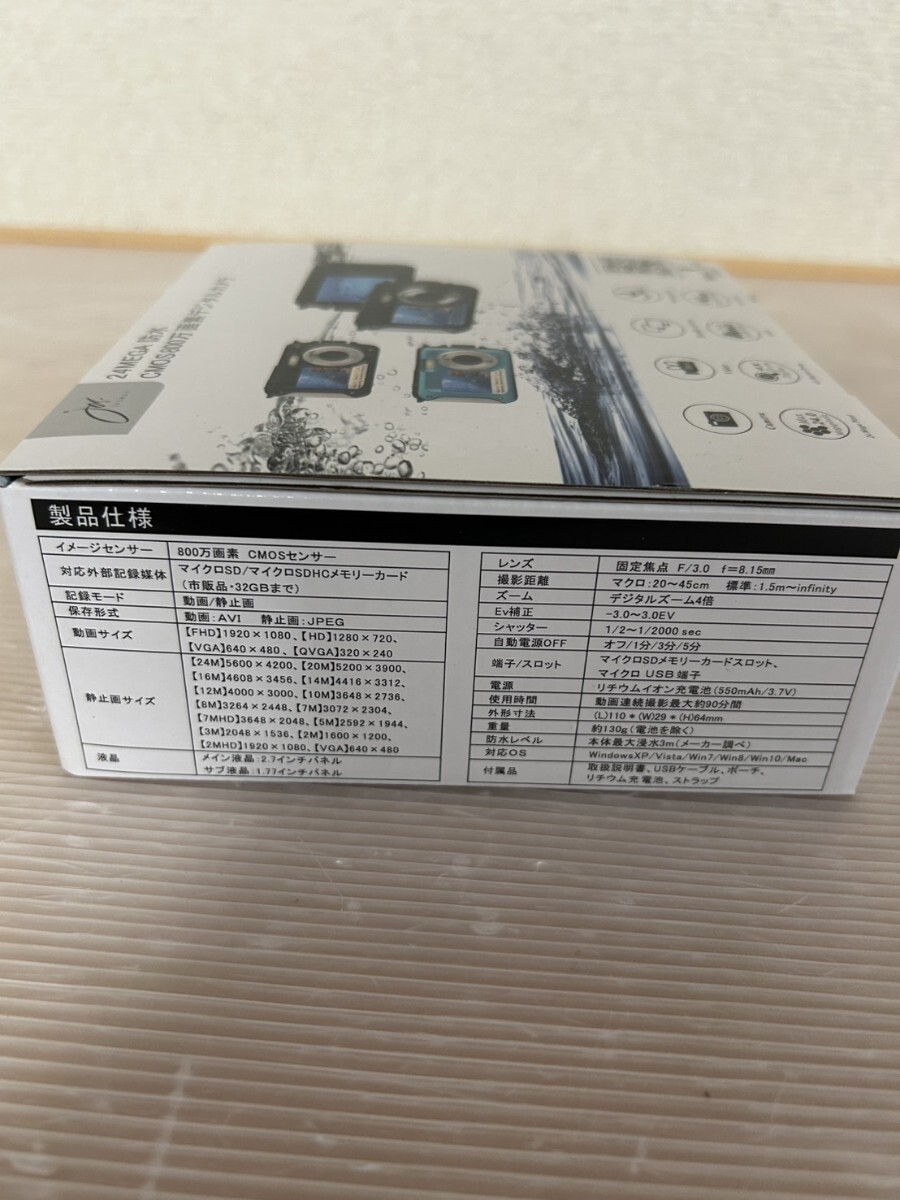 24MEGA 防水
CMOS800万画素デジタルカメラ
Camera
製品仕様
イメージセンサー 800万画素 CMOSセンサー
対応外部記録媒体 マイクロSD/マイクロSDHCメモリーカード
(市販品・32GBまで)
記録モード 動画/静止画
保存形式 動画:AVI 静止画:JPEG
動画サイズ 【FHD】1920×1080、【HD】1280×720、
【VGA】640×480、【QVGA】320×240
静止画サイズ 【24M】5600×4200、【20M】5200×3900、
【16M】4608×3456、【14M】4416×3312、
【12M】4000×3000、【10M】3648×2736、
【8M】3264×2448、【7M】3072×2304、
【7MHD】3648×2048、【5M】2592×1944、
【3M】2048×1536、【2M】1600×1200、
【2MHD】1920×1080、【VGA】640×480
液晶 メイン液晶:2.7インチパネル
サブ液晶:1.77インチパネル
レンズ 固定焦点 F/3.0 f=8.15mm
撮影距離 マクロ:20〜45cm 標準:1.5m〜infinity
ズーム デジタルズーム4倍
Ev補正 -3.0〜3.0EV
シャッター 1/2〜1/2000 sec
自動電源OFF オフ/1分/3分/5分
端子/スロット マイクロSDメモリーカードスロット、
マイクロ USB 端子
電源 リチウムイオン充電池(550mAh/3.7V)
使用時間 動画連続撮影最大約90分間
外形寸法 (L)110*(W)29*(H)64mm
重量 約130g(電池を除く)
防水レベル 本体最大浸水3m(メーカー調べ)
対応OS WindowsXP/Vista/Win7/Win8/Win10/Mac
付属品 取扱説明書、USBケーブル、ポーチ、
リチウム充電池、ストラップ